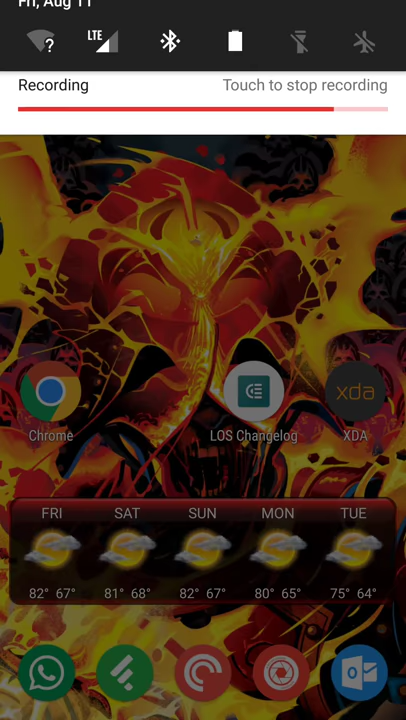 Fri, Aug 11
LTE
Recording Touch to stop recording
xda
Chrome LOS Changelog XDA
FRI SAT SUN MON TUE
82° 67° 81° 68° 82° 67° 80° 65° 75° 64°